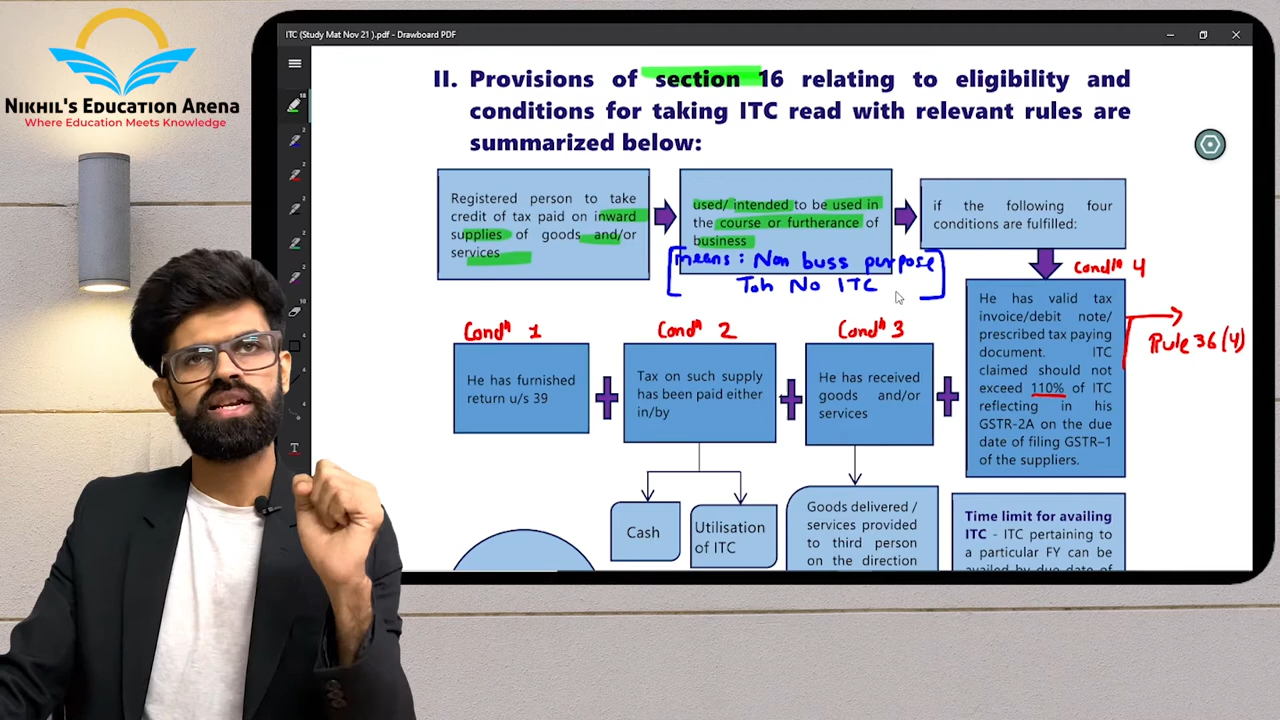 NIKHIL'S EDUCATION ARENA
Where Education Meets Knowledge
ITC (Study Mat Nov 21 ).pdf - Drawboard PDF
II. Provisions of section 16 relating to eligibility and
conditions for taking ITC read with relevant rules are
summarized below:
Registered person to take
credit of tax paid on inward
supplies of goods and/or
services
used/ intended to be used in
the course or furtherance of
business
means : Non buss purpose
Toh No ITC
if the following four
conditions are fulfilled:
Condn 1
He has furnished
return u/s 39
Condn 2
Tax on such supply
has been paid either
in/by
Cash
Utilisation
of ITC
Condn 3
He has received
goods and/or
services
Goods delivered /
services provided
to third person
on the direction
Condn 4
He has valid tax
invoice/debit note/
prescribed tax paying
document. ITC
claimed should not
exceed 110% of ITC
reflecting in his
GSTR-2A on the due
date of filing GSTR–1
of the suppliers.
Rule 36(4)
Time limit for availing
ITC - ITC pertaining to
a particular FY can be
availed by due date of